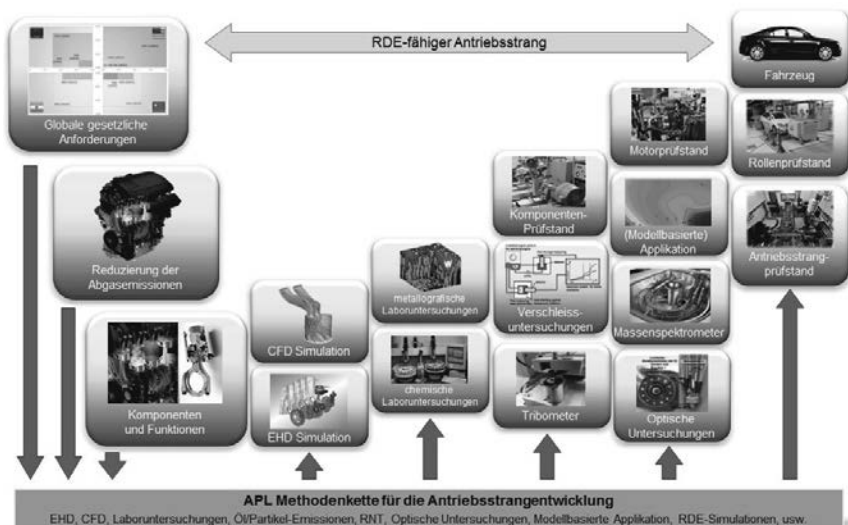 RDE-fähiger Antriebsstrang
Globale gesetzliche
Anforderungen
Reduzierung der
Abgasemissionen
Komponenten
und Funktionen
CFD Simulation
EHD Simulation
metallografische
Laboruntersuchungen
chemische
Laboruntersuchungen
Komponenten-
Prüfstand
Verschleiss-
untersuchungen
Tribometer
Motorprüfstand
(Modellbasierte)
Applikation
Massenspektrometer
Optische
Untersuchungen
Fahrzeug
Rollenprüfstand
Antriebsstrang-
prüfstand
APL Methodenkette für die Antriebsstrangentwicklung
EHD, CFD, Laboruntersuchungen, Öl/Partikel-Emissionen, RNT, Optische Untersuchungen, Modellbasierte Applikation, RDE-Simulationen, usw.